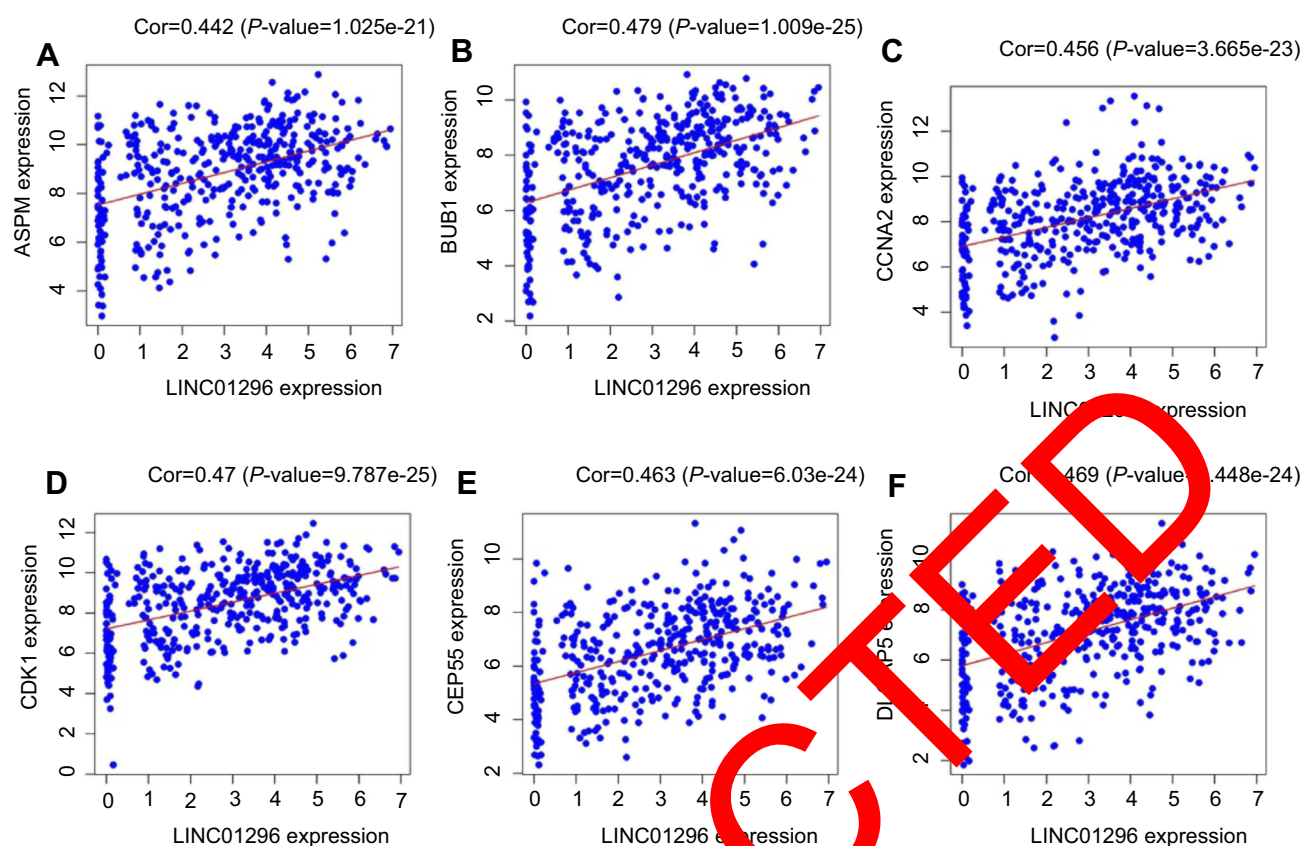 A
Cor=0.442 (P-value=1.025e-21)
ASPM expression
12
10
8
6
4
0 1 2 3 4 5 6 7
LINC01296 expression
B
Cor=0.479 (P-value=1.009e-25)
BUB1 expression
10
8
6
4
2
0 1 2 3 4 5 6 7
LINC01296 expression
C
Cor=0.456 (P-value=3.665e-23)
CCNA2 expression
12
10
8
6
4
0 1 2 3 4 5 6 7
D
Cor=0.47 (P-value=9.787e-25)
CDK1 expression
12
10
8
6
4
2
0
0 1 2 3 4 5 6 7
LINC01296 expression
E
Cor=0.463 (P-value=6.03e-24)
CEP55 expression
10
8
6
4
2
0 1 2 3 4 5 6 7
LINC01296 expression
F
10
8
6
4
2
0 1 2 3 4 5 6 7
LINC01296 expression
CTED